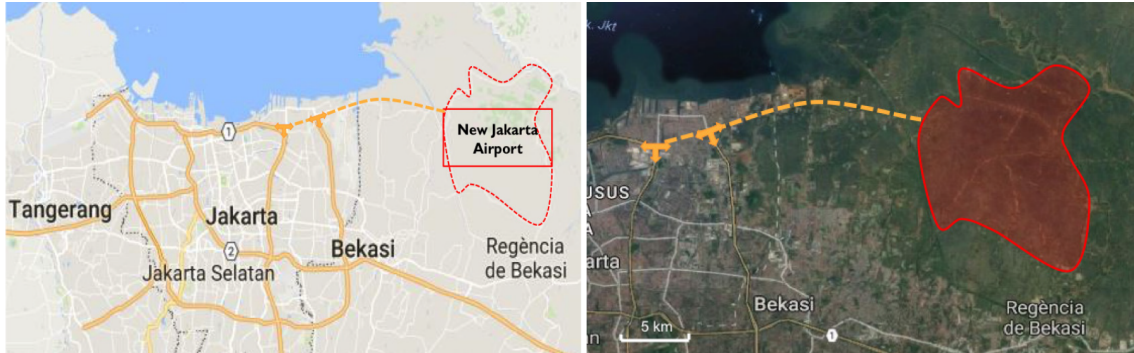 1
New Jakarta
Airport
Tangerang
Jakarta
2
Jakarta Selatan
Bekasi
Regència
de Bekasi
k. Jkt
USUS
A
A
arta
an
5 km
Bekasi
1
Regència
de Bekasi